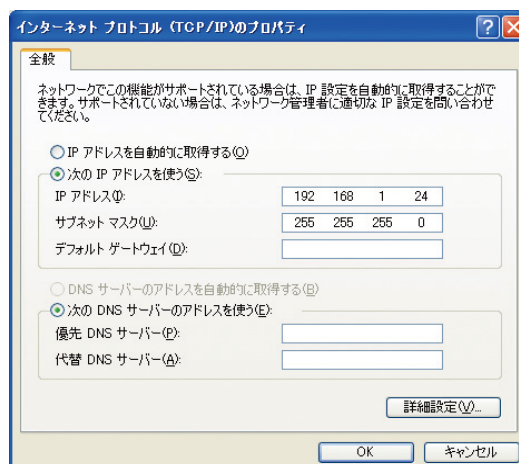 インターネット プロトコル (TCP/IP)のプロパティ
全般
ネットワークでこの機能がサポートされている場合は、IP 設定を自動的に取得することがで
きます。サポートされていない場合は、ネットワーク管理者に適切な IP 設定を問い合わせ
てください。
IP アドレスを自動的に取得する(O)
次の IP アドレスを使う(S):
IP アドレス(I): 192 168 1 24
サブネット マスク(U): 255 255 255 0
デフォルト ゲートウェイ(D):
DNS サーバーのアドレスを自動的に取得する(B)
次の DNS サーバーのアドレスを使う(E):
優先 DNS サーバー(P):
代替 DNS サーバー(A):
詳細設定(V)...
OK キャンセル